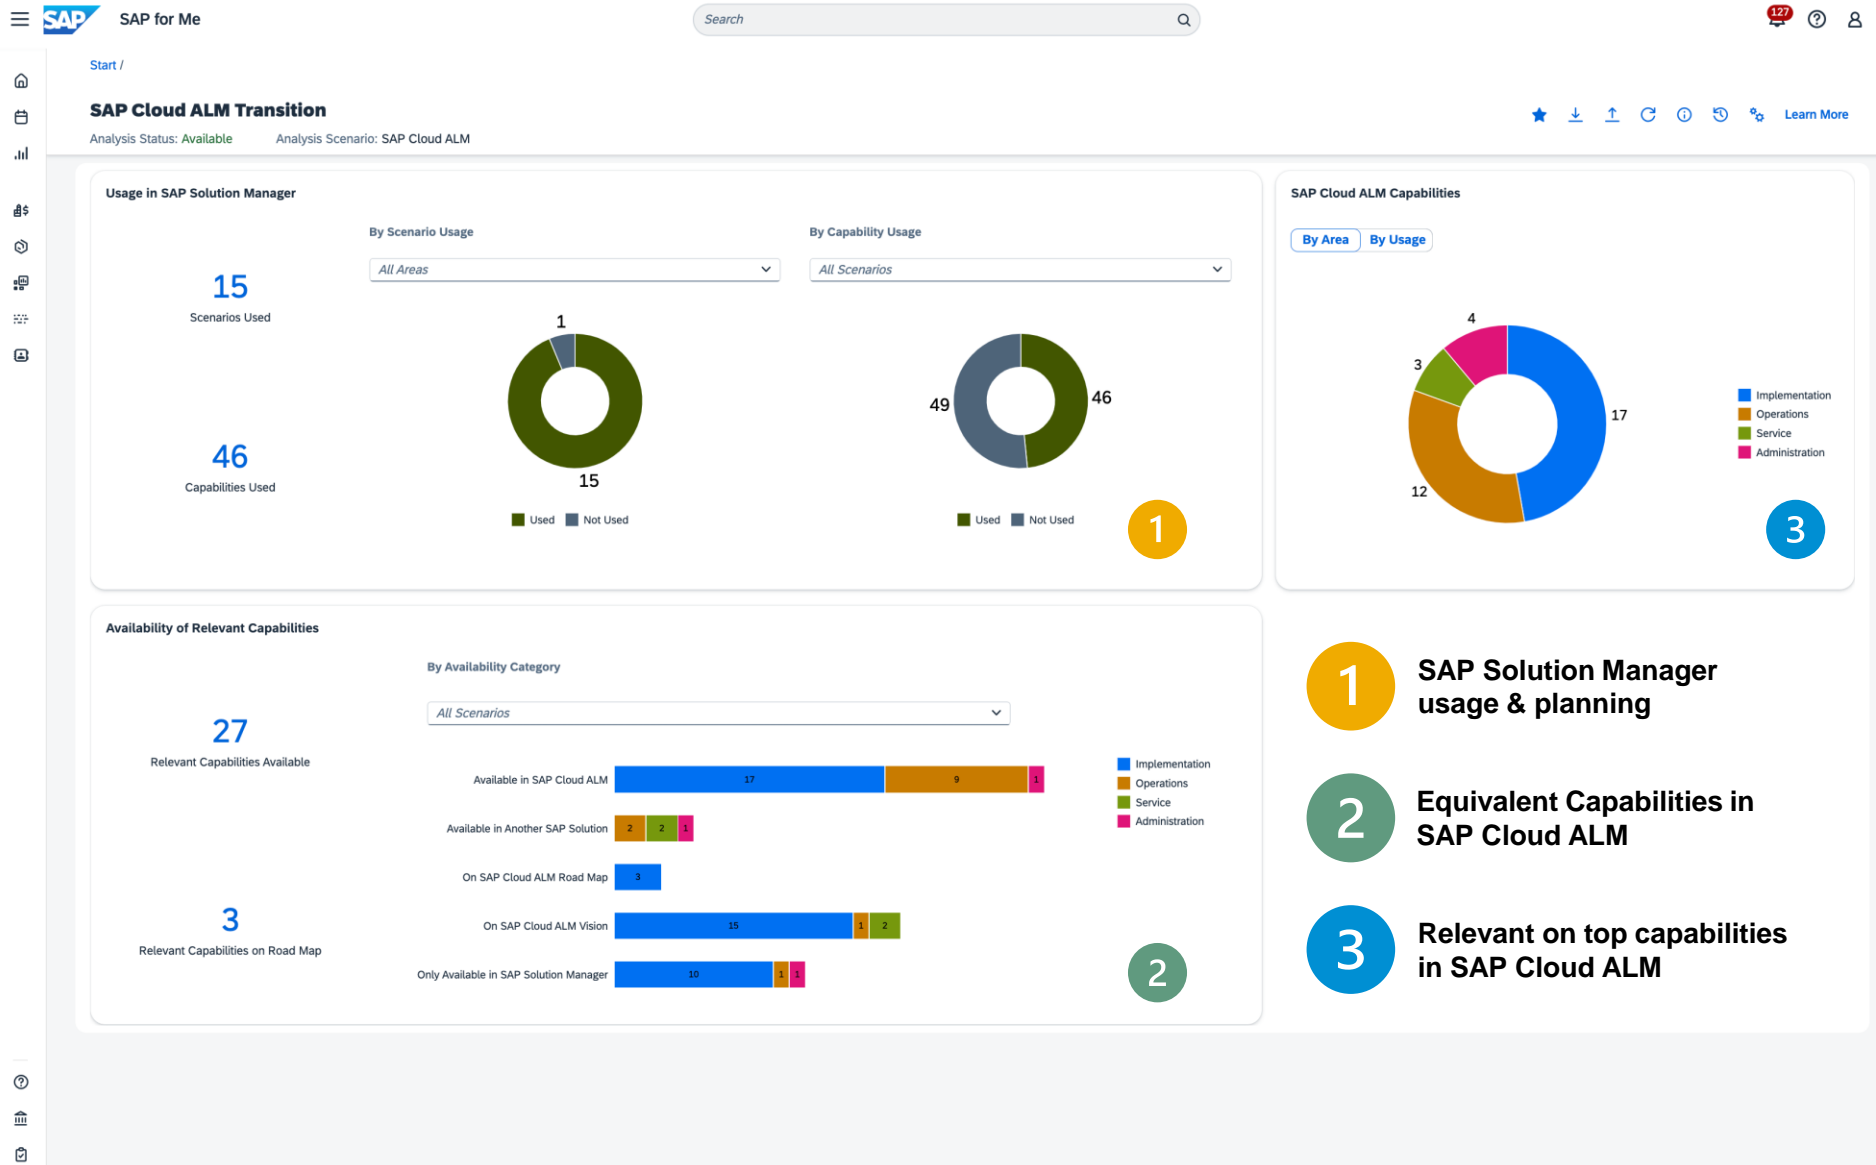 SAP
SAP for Me
Search
127
Start /
SAP Cloud ALM Transition
Analysis Status: Available
Analysis Scenario: SAP Cloud ALM
Learn More
Usage in SAP Solution Manager
15
Scenarios Used
46
Capabilities Used
By Scenario Usage
All Areas
1
15
Used
Not Used
By Capability Usage
All Scenarios
49
46
Used
Not Used
1
SAP Cloud ALM Capabilities
By Area
By Usage
4
3
17
12
Implementation
Operations
Service
Administration
3
Availability of Relevant Capabilities
27
Relevant Capabilities Available
3
Relevant Capabilities on Road Map
By Availability Category
All Scenarios
Available in SAP Cloud ALM 17 9 1
Available in Another SAP Solution 2 2 1
On SAP Cloud ALM Road Map 3
On SAP Cloud ALM Vision 15 1 2
Only Available in SAP Solution Manager 10 1 1
Implementation
Operations
Service
Administration
2
1
SAP Solution Manager
usage & planning
2
Equivalent Capabilities in
SAP Cloud ALM
3
Relevant on top capabilities
in SAP Cloud ALM